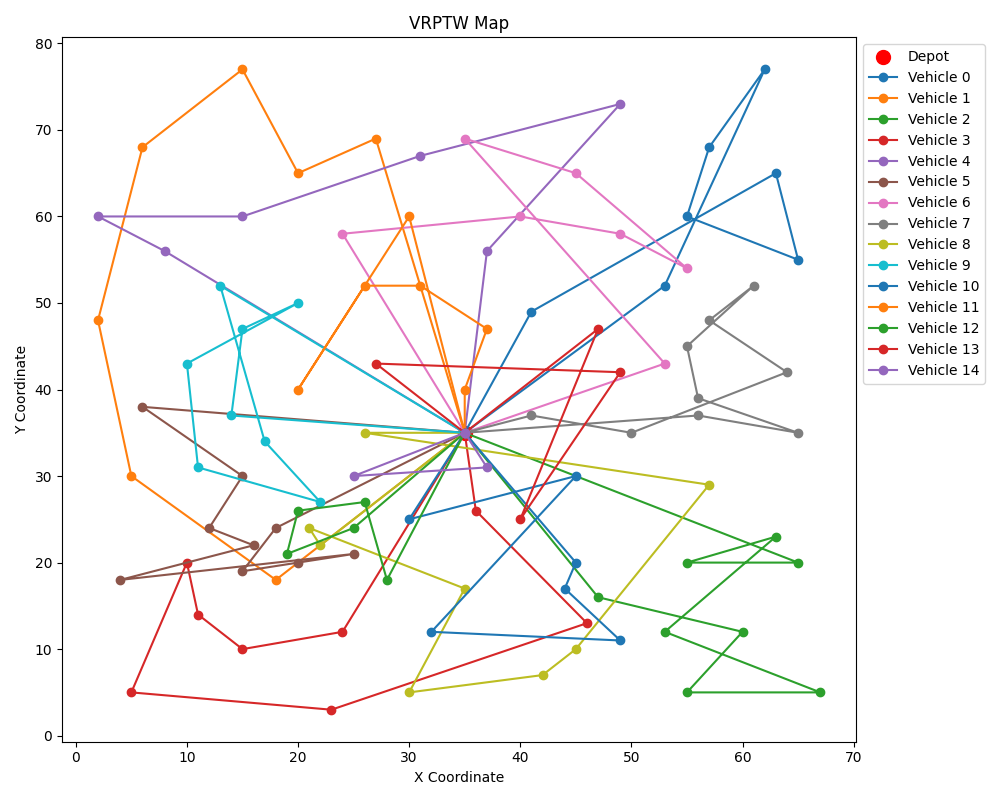 VRPTW Map
80
70
60
50
40
30
20
10
0
Y Coordinate
0 10 20 30 40 50 60 70
X Coordinate
Depot
Vehicle 0
Vehicle 1
Vehicle 2
Vehicle 3
Vehicle 4
Vehicle 5
Vehicle 6
Vehicle 7
Vehicle 8
Vehicle 9
Vehicle 10
Vehicle 11
Vehicle 12
Vehicle 13
Vehicle 14